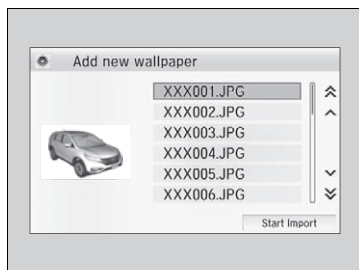 Add new wallpaper
XXX001.JPG
XXX002.JPG
XXX003.JPG
XXX004.JPG
XXX005.JPG
XXX006.JPG
Start Import